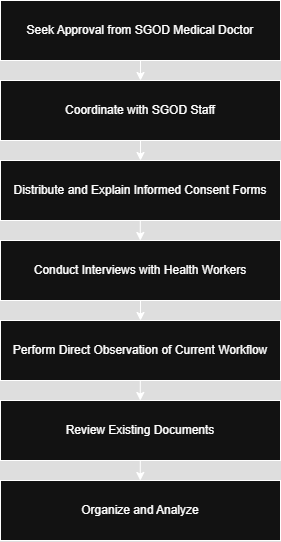 Seek Approval from SGOD Medical Doctor
Coordinate with SGOD Staff
Distribute and Explain Informed Consent Forms
Conduct Interviews with Health Workers
Perform Direct Observation of Current Workflow
Review Existing Documents
Organize and Analyze